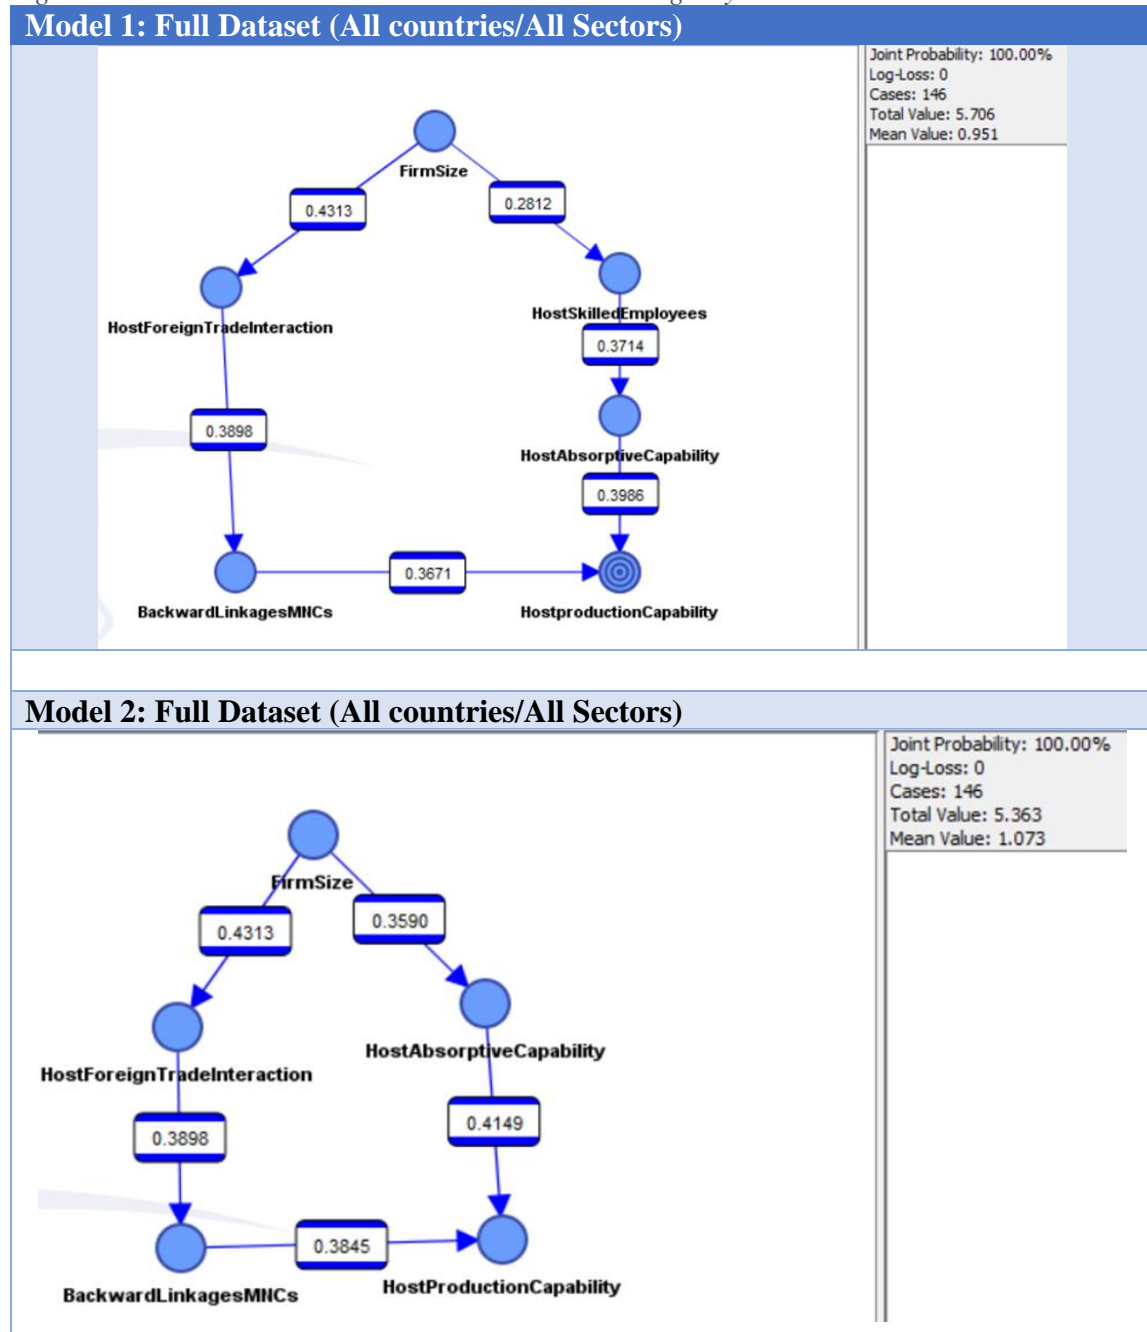 Model 1: Full Dataset (All countries/All Sectors)
Joint Probability: 100.00%
Log-Loss: 0
Cases: 146
Total Value: 5.706
Mean Value: 0.951
FirmSize
0.4313
0.2812
HostForeignTradeInteraction
HostSkilledEmployees
0.3714
0.3898
HostAbsorptiveCapability
0.3986
0.3671
BackwardLinkagesMNCs
HostproductionCapability
Model 2: Full Dataset (All countries/All Sectors)
Joint Probability: 100.00%
Log-Loss: 0
Cases: 146
Total Value: 5.363
Mean Value: 1.073
FirmSize
0.4313
0.3590
HostAbsorptiveCapability
HostForeignTradeInteraction
0.4149
0.3898
0.3845
BackwardLinkagesMNCs
HostProductionCapability